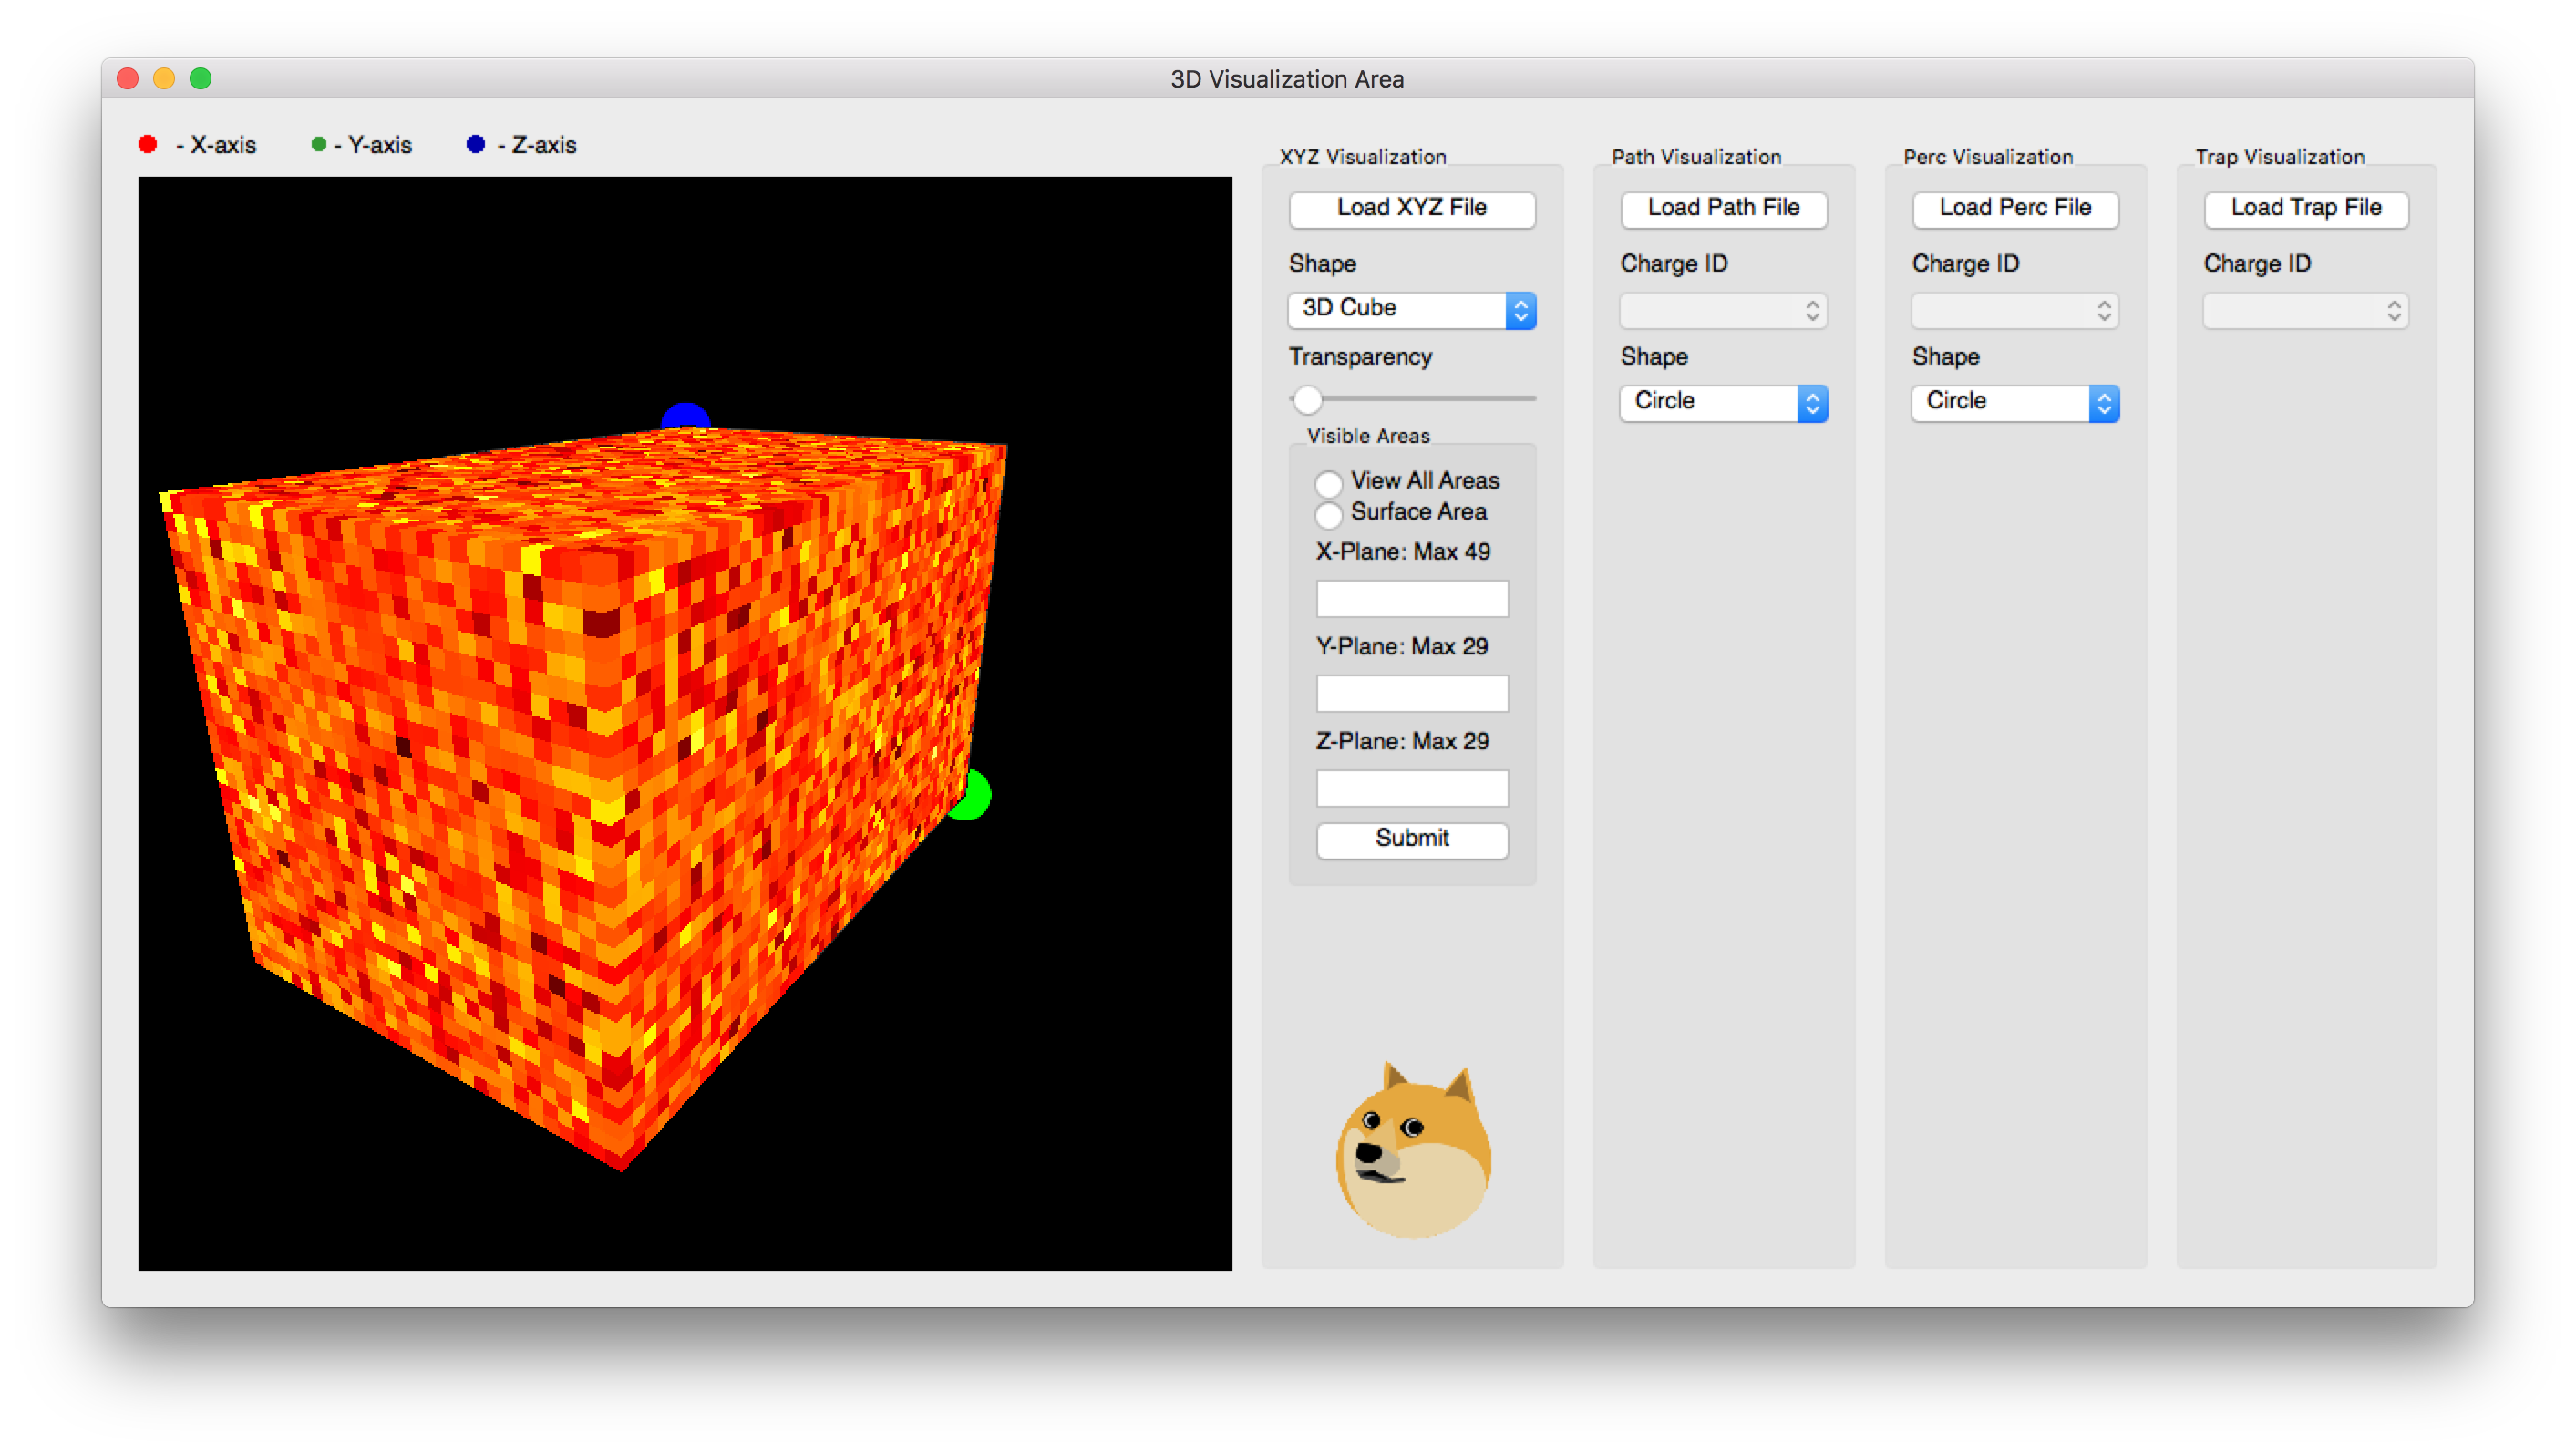 3D Visualization Area
- X-axis
- Y-axis
- Z-axis
XYZ Visualization
Load XYZ File
Shape
3D Cube
Transparency
Visible Areas
View All Areas
Surface Area
X-Plane: Max 49
Y-Plane: Max 29
Z-Plane: Max 29
Submit
Path Visualization
Load Path File
Charge ID
Shape
Circle
Perc Visualization
Load Perc File
Charge ID
Shape
Circle
Trap Visualization
Load Trap File
Charge ID